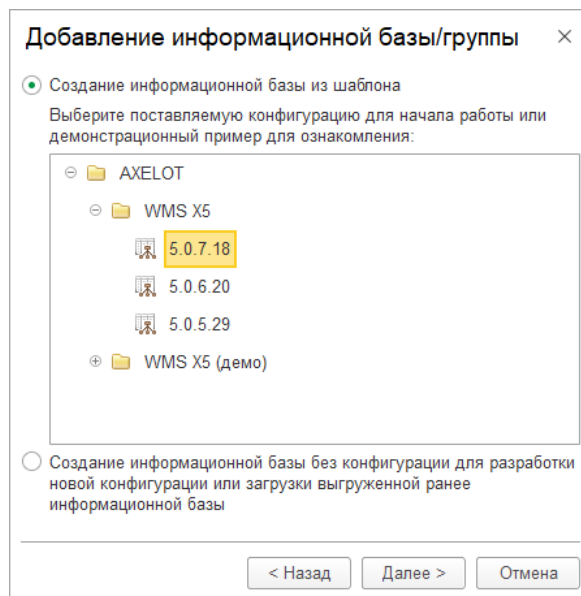 Добавление информационной базы/группы
Создание информационной базы из шаблона
Выберите поставляемую конфигурацию для начала работы или
демонстрационный пример для ознакомления:
AXELOT
WMS X5
5.0.7.18
5.0.6.20
5.0.5.29
WMS X5 (демо)
Создание информационной базы без конфигурации для разработки
новой конфигурации или загрузки выгруженной ранее
информационной базы
< Назад Далее > Отмена